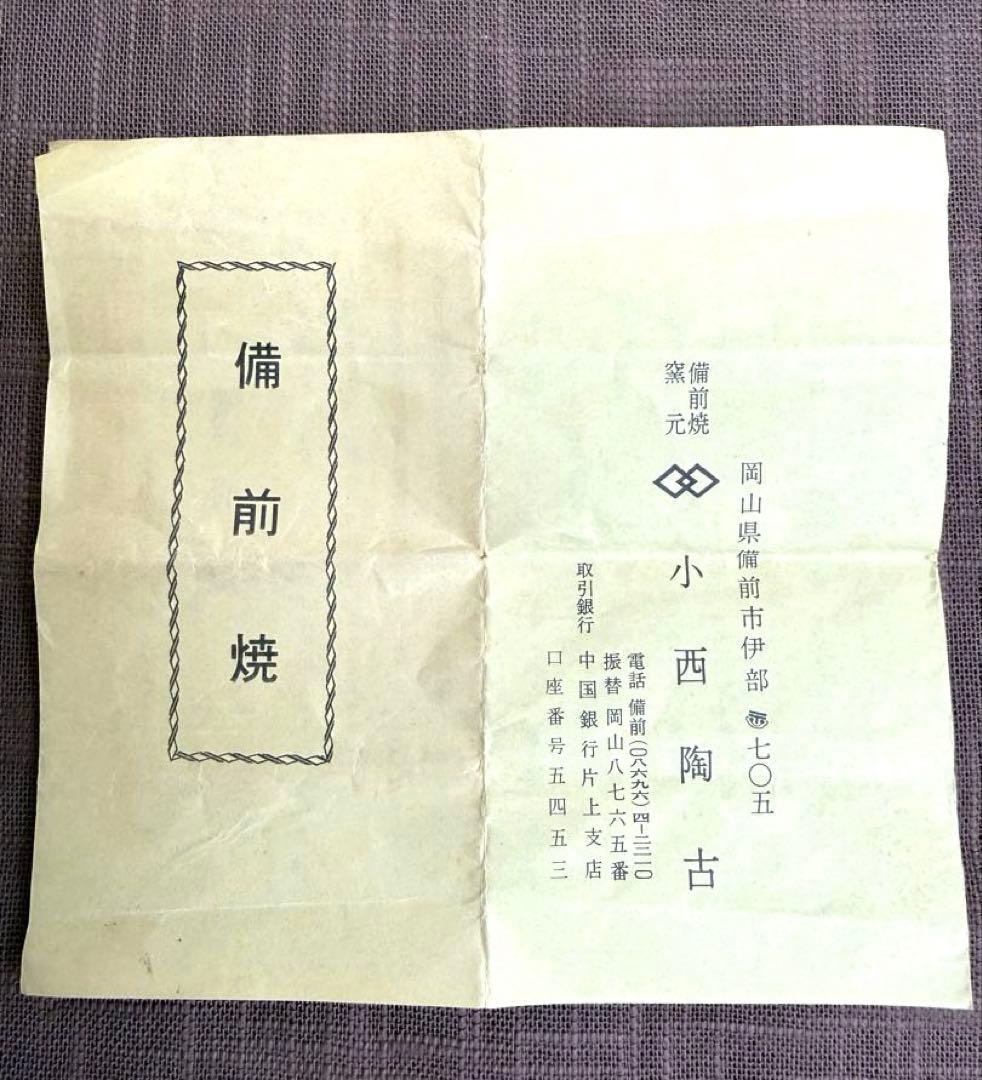 岡山県備前市伊部 七〇五
備前焼
窯元
小西陶古
電話 備前(〇八六九六)四-二二一〇
振替岡山八七六五番
取引銀行 中国銀行片上支店
口座番号五四五三
備前焼